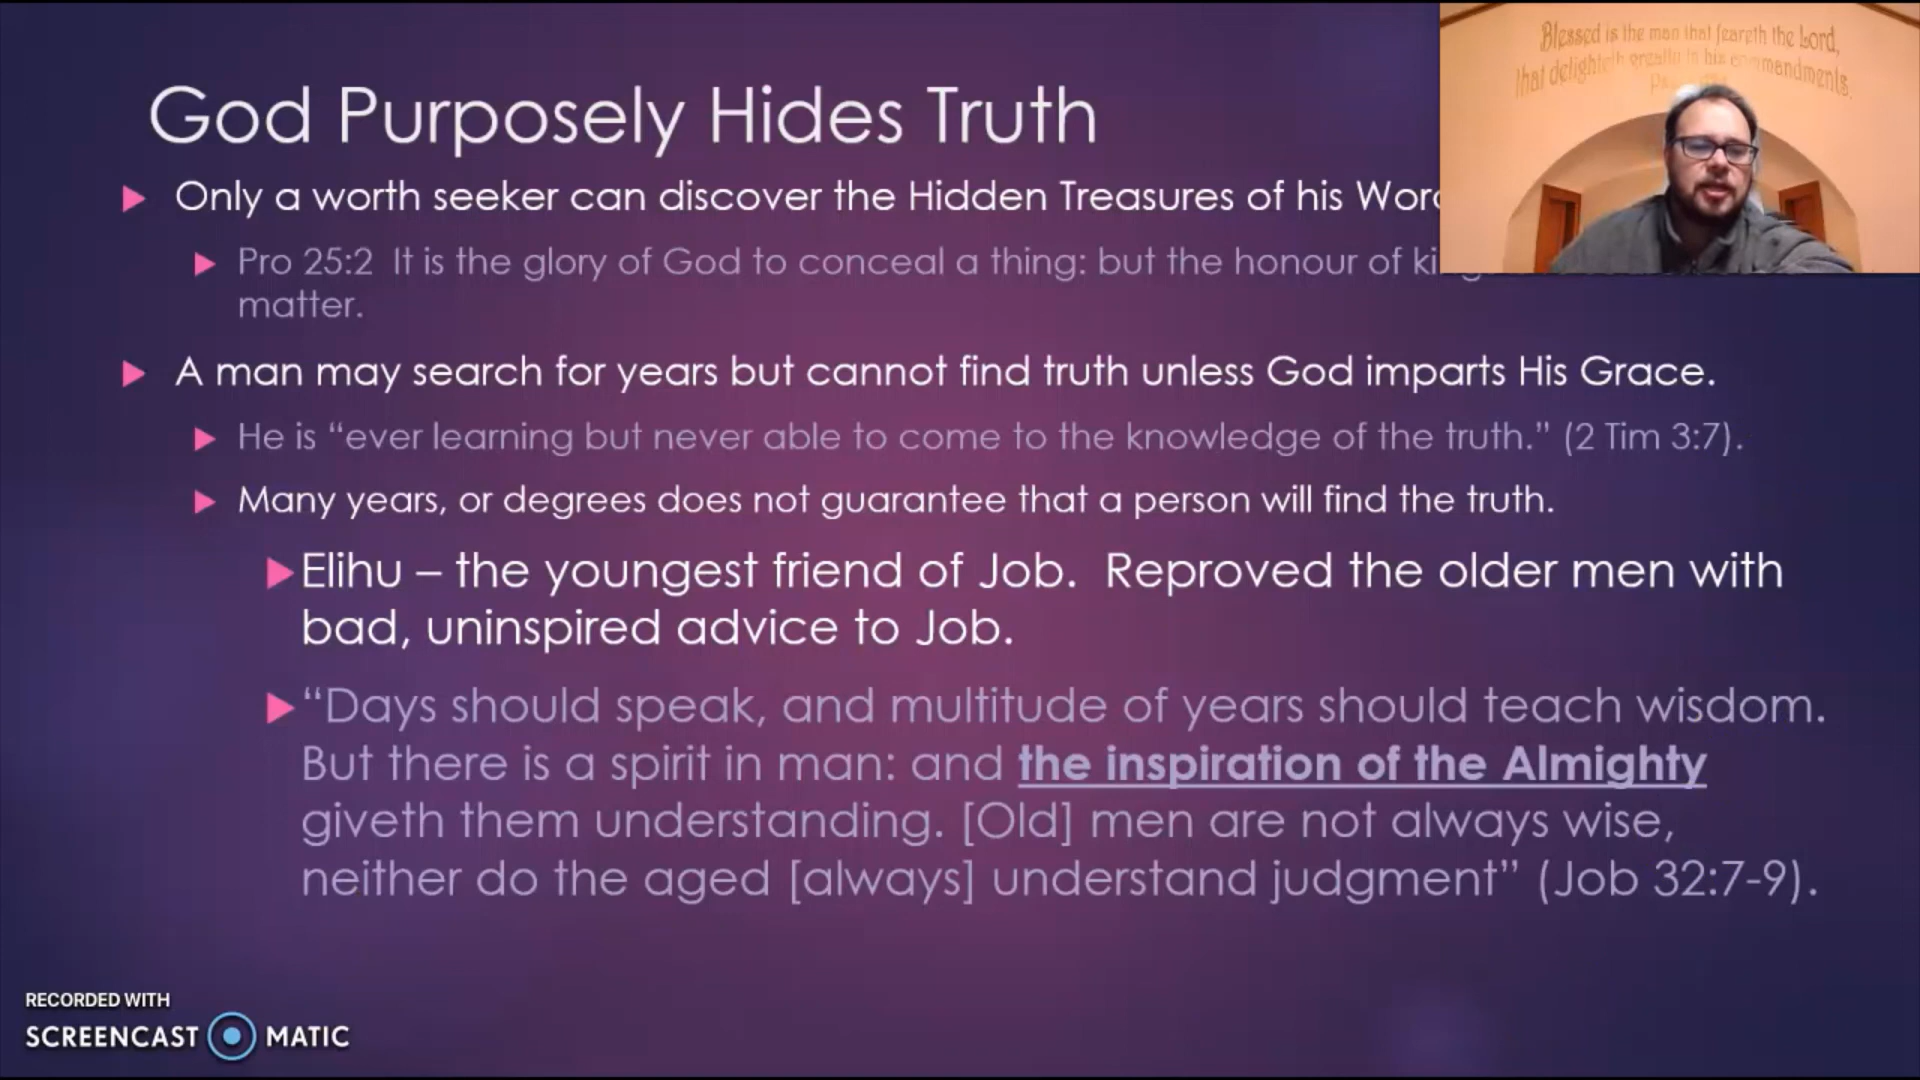 God Purposely Hides Truth
Only a worth seeker can discover the Hidden Treasures of his
Pro 25:2 It is the glory of God to conceal a thing: but the honour of
matter.
A man may search for years but cannot find truth unless God imparts His Grace.
He is “ever learning but never able to come to the knowledge of the truth.” (2 Tim 3:7).
Many years, or degrees does not guarantee that a person will find the truth.
Elihu – the youngest friend of Job. Reproved the older men with
bad, uninspired advice to Job.
“Days should speak, and multitude of years should teach wisdom.
But there is a spirit in man: and the inspiration of the Almighty
giveth them understanding. [Old] men are not always wise,
neither do the aged [always] understand judgment” (Job 32:7-9).
Blessed is the man that feareth the Lord,
that delighteth greatly in his commandments.
RECORDED WITH
SCREENCAST MATIC